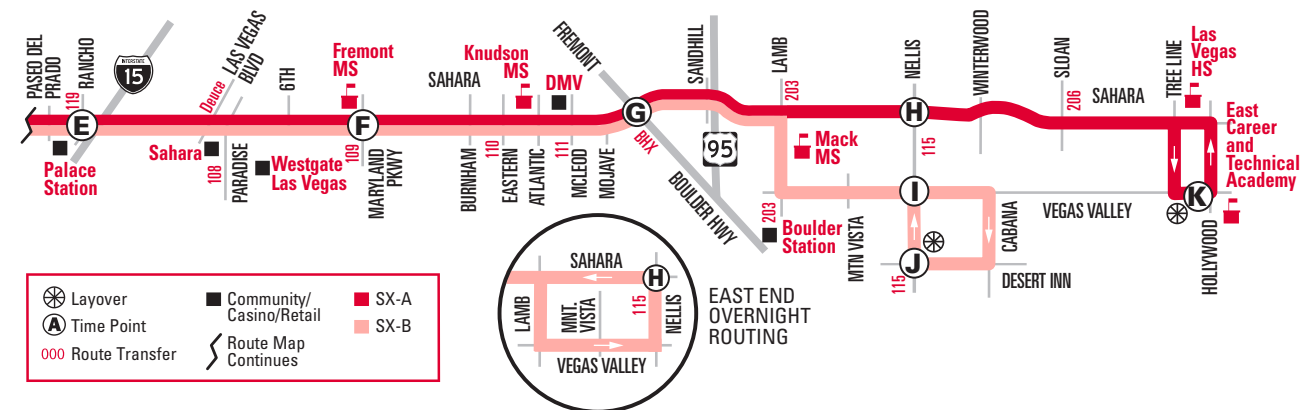 PASEO DEL
PRADO
RANCHO
119
INTERSTATE
15
E
Palace
Station
Deuce
LAS VEGAS
BLVD
Sahara
108
PARADISE
6TH
Westgate
Las Vegas
Fremont
MS
F
109
MARYLAND
PKWY
SAHARA
BURNHAM
Knudson
MS
110
EASTERN
ATLANTIC
DMV
111
MCLEOD
MOJAVE
FREMONT
G
BHX
BOULDER HWY
SANDHILL
95
LAMB
203
Mack
MS
203
Boulder
Station
MTN VISTA
NELLIS
H
115
I
J
115
WINTERWOOD
CABANA
DESERT INN
VEGAS VALLEY
SLOAN
206
SAHARA
TREE LINE
Las
Vegas
HS
East
Career
and
Technical
Academy
K
HOLLYWOOD
Layover
A
Time Point
000 Route Transfer
Community/
Casino/Retail
Route Map
Continues
SX-A
SX-B
SAHARA
H
LAMB
MNT.
VISTA
115
NELLIS
VEGAS VALLEY
EAST END
OVERNIGHT
ROUTING